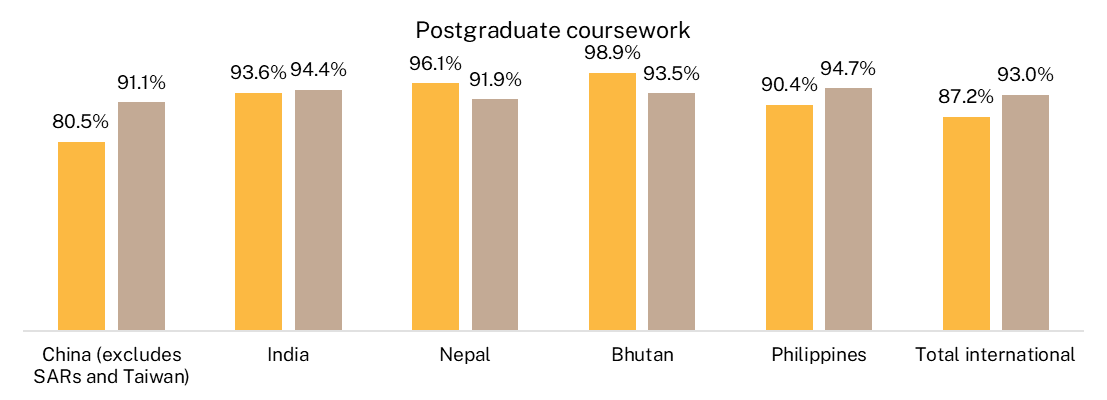 Postgraduate coursework
80.5% 91.1% 93.6% 94.4% 96.1% 91.9% 98.9% 93.5% 90.4% 94.7% 87.2% 93.0%
China (excludes
SARs and Taiwan)
India
Nepal
Bhutan
Philippines
Total international